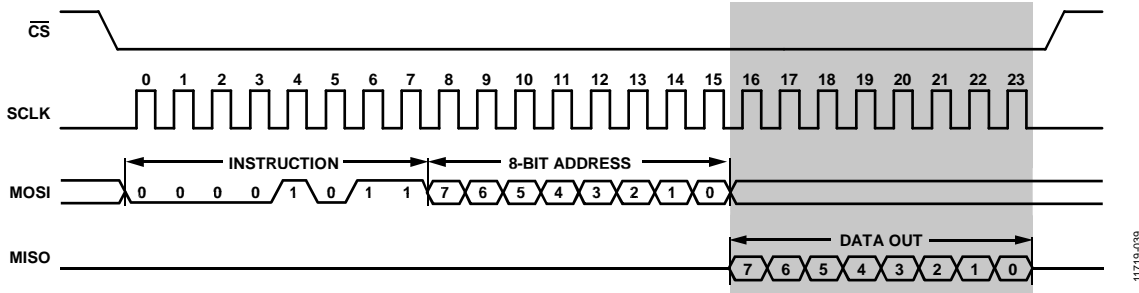 CS
0 1 2 3 4 5 6 7 8 9 10 11 12 13 14 15 16 17 18 19 20 21 22 23
SCLK
INSTRUCTION 8-BIT ADDRESS
MOSI 0 0 0 0 1 0 1 1 7 6 5 4 3 2 1 0
DATA OUT
MISO 7 6 5 4 3 2 1 0
11719-039